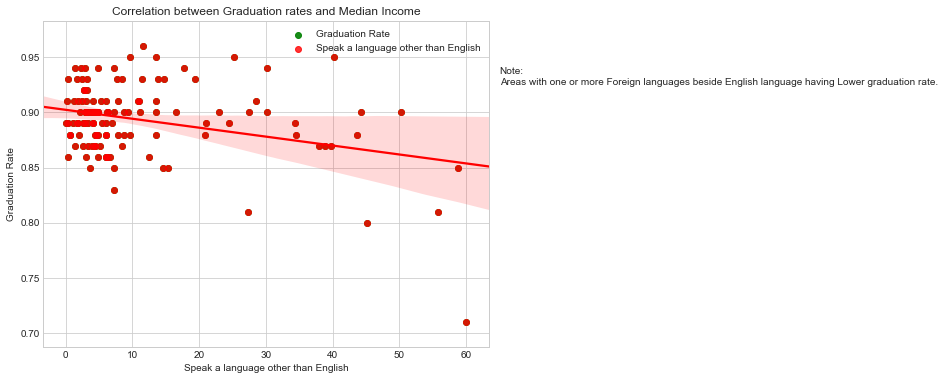 Correlation between Graduation rates and Median Income
Graduation Rate
Speak a language other than English
Note:
Areas with one or more Foreign languages beside English language having Lower graduation rate.
0.95
0.90
0.85
0.80
0.75
0.70
Graduation Rate
0 10 20 30 40 50 60
Speak a language other than English